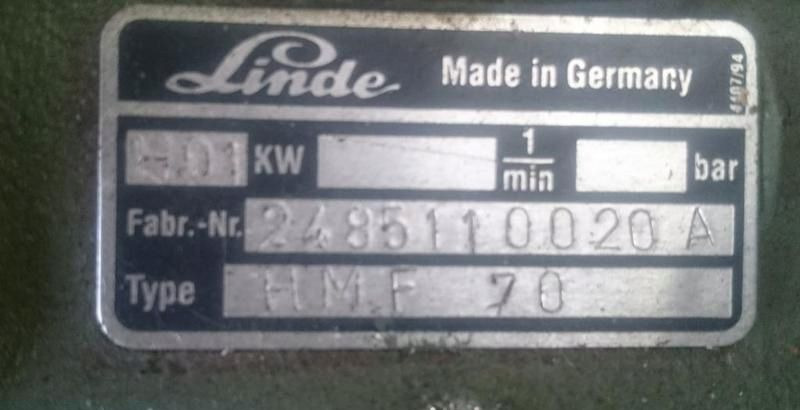 Linde Made in Germany
KW 1/min bar
Fabr.-Nr. 2485110020 A
Type HMF 70